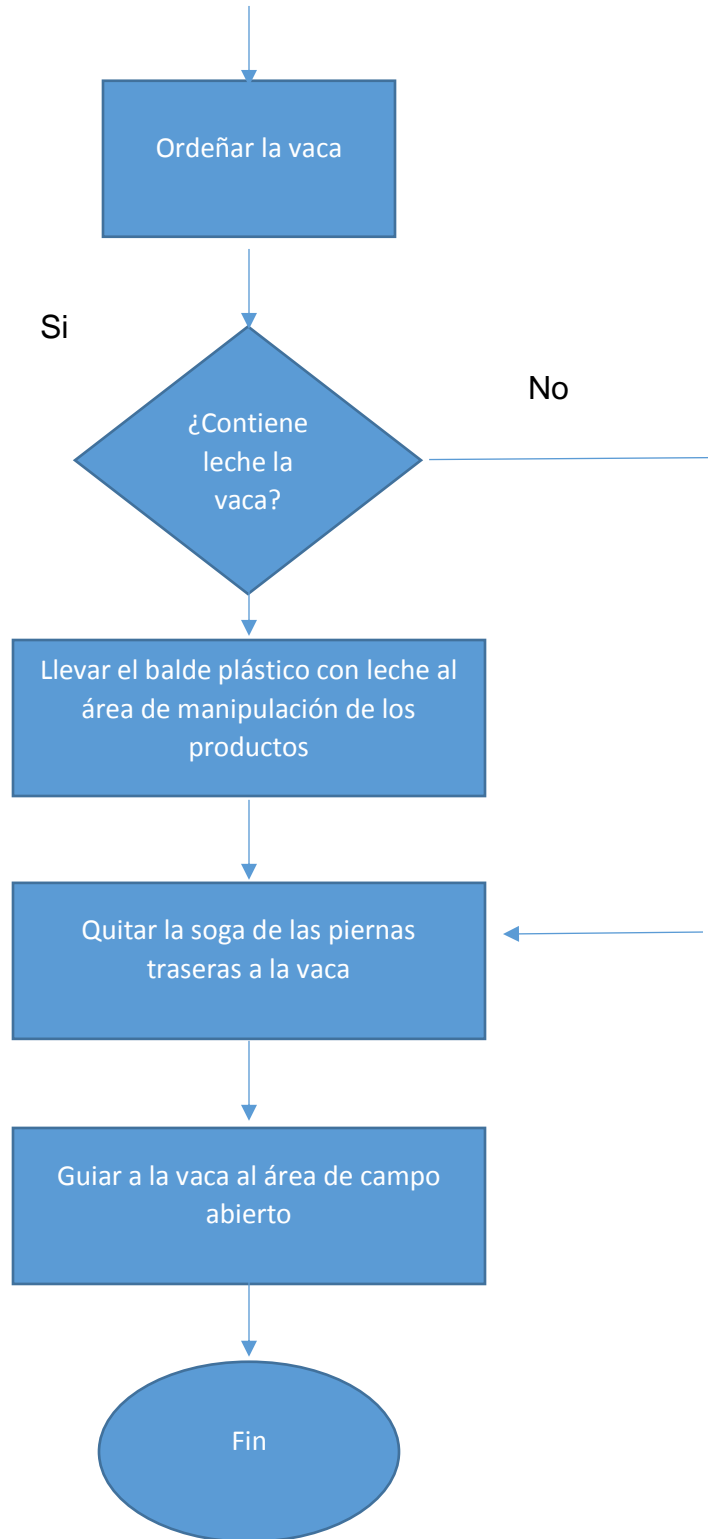 Ordeñar la vaca
Si
No
¿Contiene
leche la
vaca?
Llevar el balde plástico con leche al
área de manipulación de los
productos
Quitar la soga de las piernas
traseras a la vaca
Guiar a la vaca al área de campo
abierto
Fin